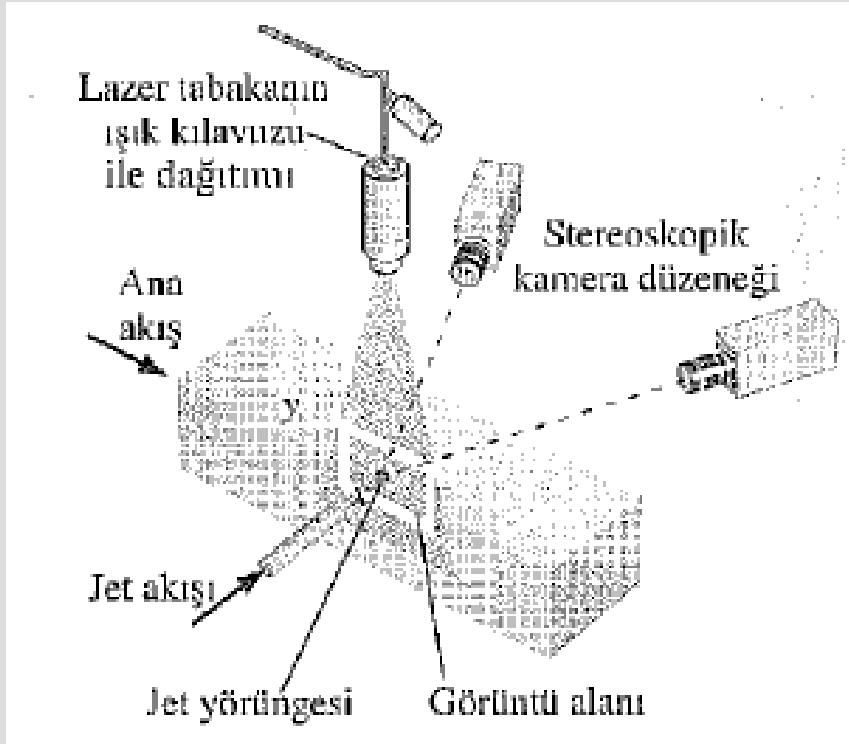 Lazer tabakanın
ışık kılavuzu
ile dağıtımı
Stereoskopik
kamera düzeneği
Ana
akış
y
Jet akışı
Jet yörüngesi
Görüntü alanı